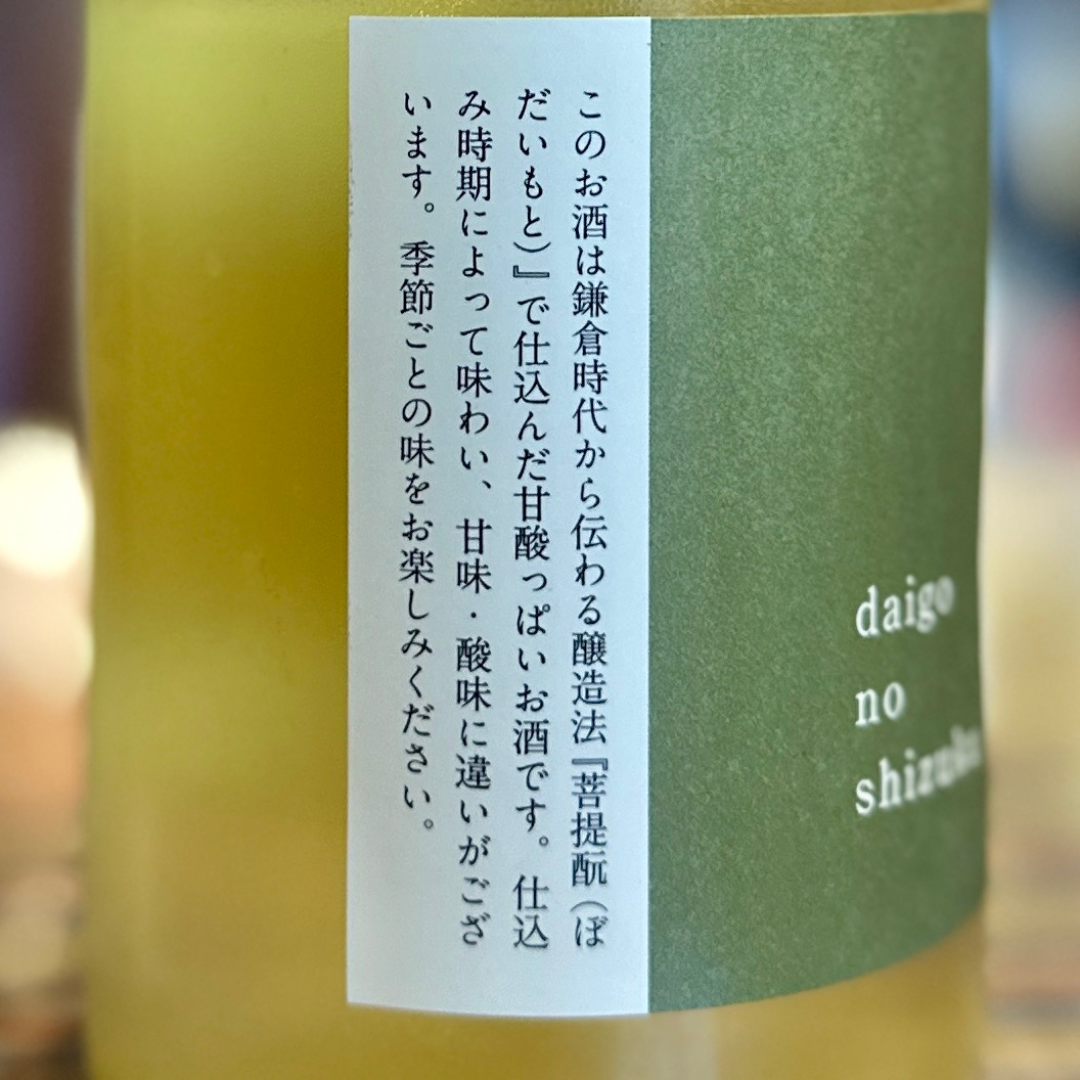 このお酒は鎌倉時代から伝わる醸造法『菩提酛(ぼ
だいもと)』で仕込んだ甘酸っぱいお酒です。仕込
み時期によって味わい、甘味・酸味に違いがござ
います。季節ごとの味をお楽しみください。
daigo
no
shizuku